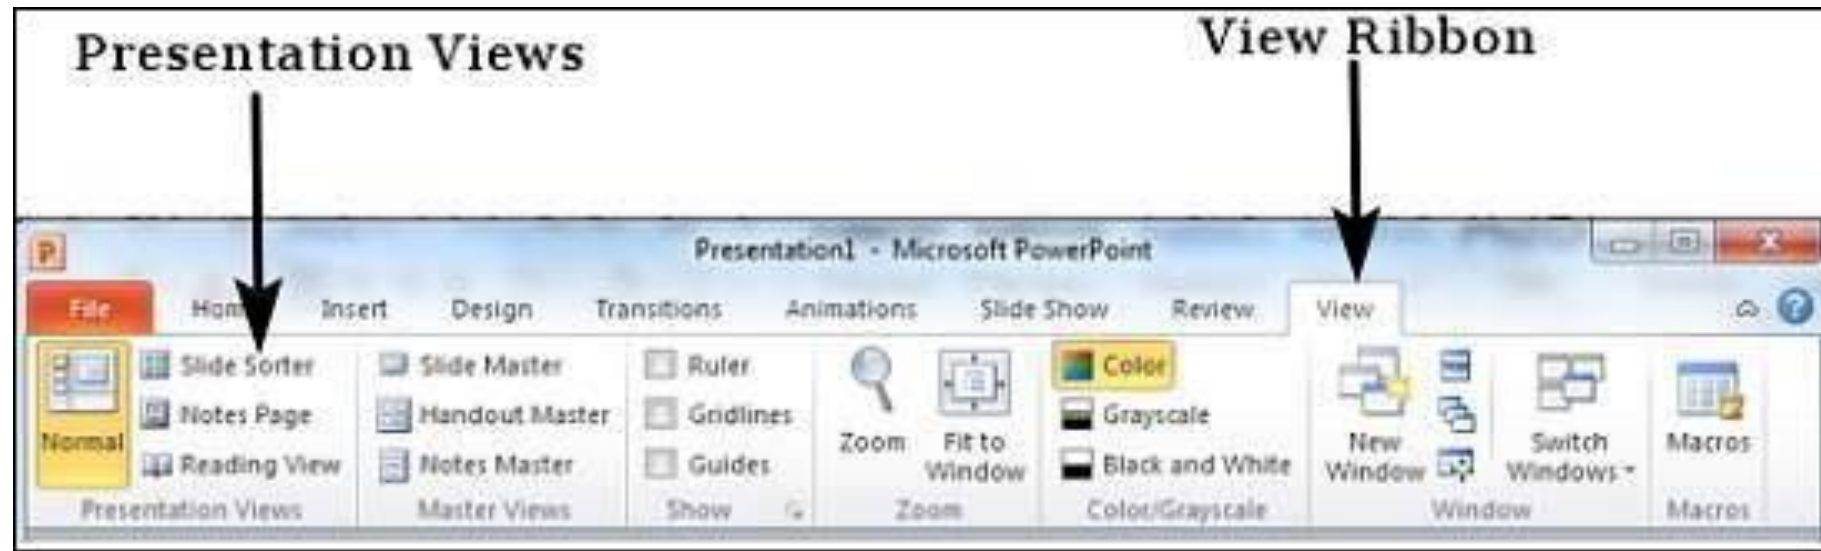 Presentation Views
View Ribbon
Presentation1 - Microsoft PowerPoint
File Home Insert Design Transitions Animations Slide Show Review View
Normal
Slide Sorter
Notes Page
Reading View
Presentation Views
Slide Master
Handout Master
Notes Master
Master Views
Ruler
Gridlines
Guides
Show
Zoom
Fit to
Window
Zoom
Color
Grayscale
Black and White
Color/Grayscale
New
Window
Switch
Windows
Window
Macros
Macros